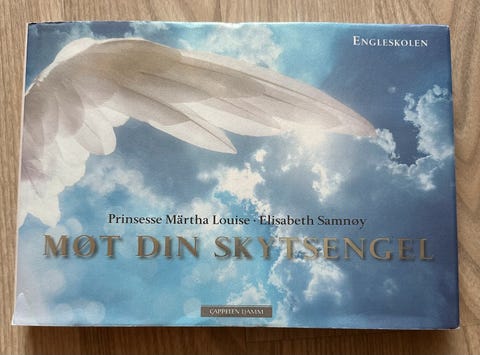 ENGLESKOLEN
Prinsesse Märtha Louise · Elisabeth Samnøy
MØT DIN SKYTSENGEL
CAPPELEN DAMM